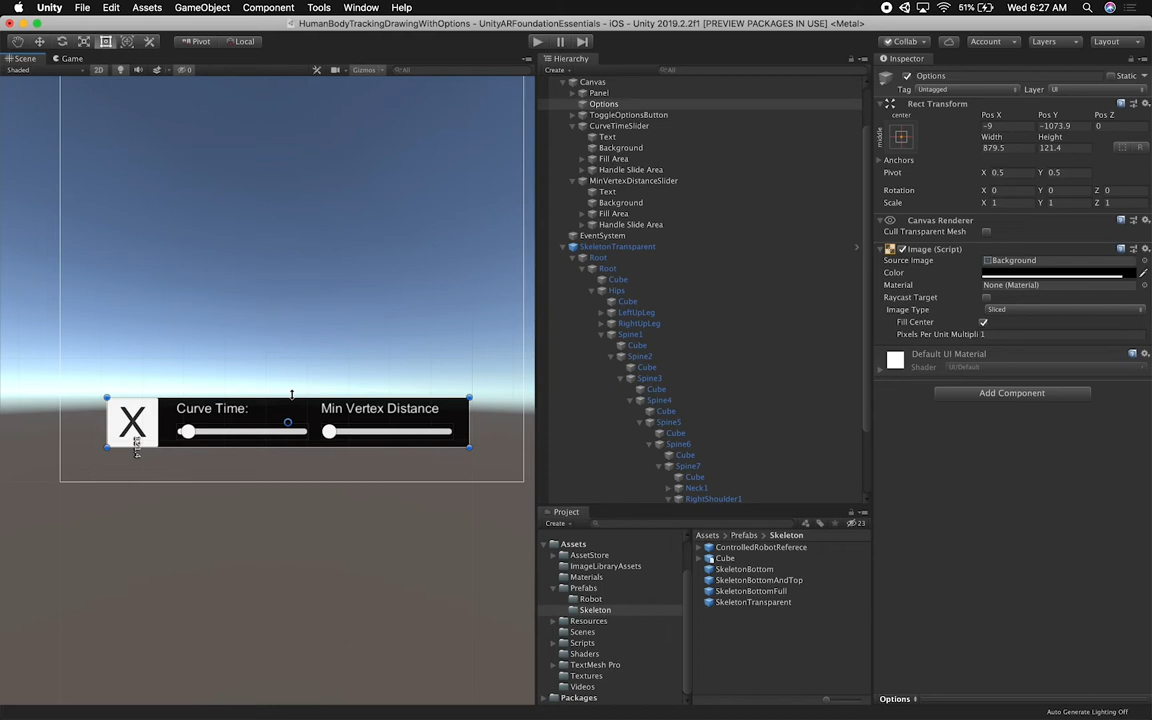 Unity File Edit Assets GameObject Component Tools Window Help 51% Wed 6:27 AM
HumanBodyTrackingDrawingWithOptions - UnityARFoundationEssentials - iOS - Unity 2019.2.2f1 [PREVIEW PACKAGES IN USE] <Metal>
Pivot Local Collab Account Layers Layout
Scene Game
Shaded 2D 0 Gizmos All
Hierarchy
Create All
Canvas
Panel
Options
ToggleOptionsButton
CurveTimeSlider
Text
Background
Fill Area
Handle Slide Area
MinVertexDistanceSlider
Text
Background
Fill Area
Handle Slide Area
EventSystem
SkeletonTransparent
Root
Root
Cube
Hips
Cube
LeftUpLeg
RightUpLeg
Spine1
Cube
Spine2
Cube
Spine3
Cube
Spine4
Cube
Spine5
Cube
Spine6
Cube
Spine7
Cube
Neck1
RightShoulder1
X
Curve Time: Min Vertex Distance
121.4
Project
Create 23
Assets
AssetStore
ImageLibraryAssets
Materials
Prefabs
Robot
Skeleton
Resources
Scenes
Scripts
Shaders
TextMesh Pro
Textures
Videos
Packages
Assets Prefabs Skeleton
ControlledRobotReferece
Cube
SkeletonBottom
SkeletonBottomAndTop
SkeletonBottomFull
SkeletonTransparent
Inspector
Options Static
Tag Untagged Layer UI
Rect Transform
center
middle
Pos X Pos Y Pos Z
-9 -1073.9 0
Width Height
879.5 121.4
R
Anchors
Pivot X 0.5 Y 0.5
Rotation X 0 Y 0 Z 0
Scale X 1 Y 1 Z 1
Canvas Renderer
Cull Transparent Mesh
Image (Script)
Source Image Background
Color
Material None (Material)
Raycast Target
Image Type Sliced
Fill Center
Pixels Per Unit Multipli 1
Default UI Material
Shader UI/Default
Add Component
Options
Auto Generate Lighting Off